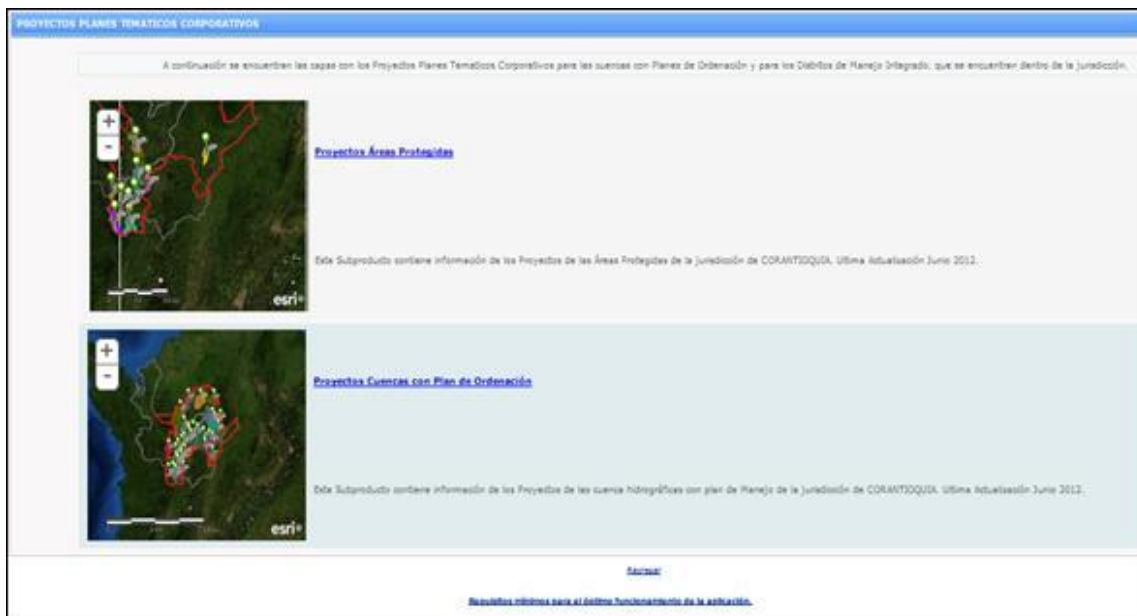 PROYECTOS PLANES TEMATICOS CORPORATIVOS
A continuación se encuentran las capas con los Proyectos Planes Tematicos Corporativos para las cuencas con Planes de Ordenación y para los Distritos de Manejo Integrado, que se encuentran dentro de la jurisdicción.
+
-
Proyectos Áreas Protegidas
Este Subproducto contiene información de los Proyectos de las Áreas Protegidas de la jurisdicción de CORANTIOQUIA. Ultima Actualización Junio 2012.
esri
+
-
Proyectos Cuencas con Plan de Ordenación
Este Subproducto contiene información de los Proyectos de las cuenca hidrográficas con plan de Manejo de la jurisdicción de CORANTIOQUIA. Ultima Actualización Junio 2012.
esri
Regresar
Requisitos mínimos para el óptimo funcionamiento de la aplicación.